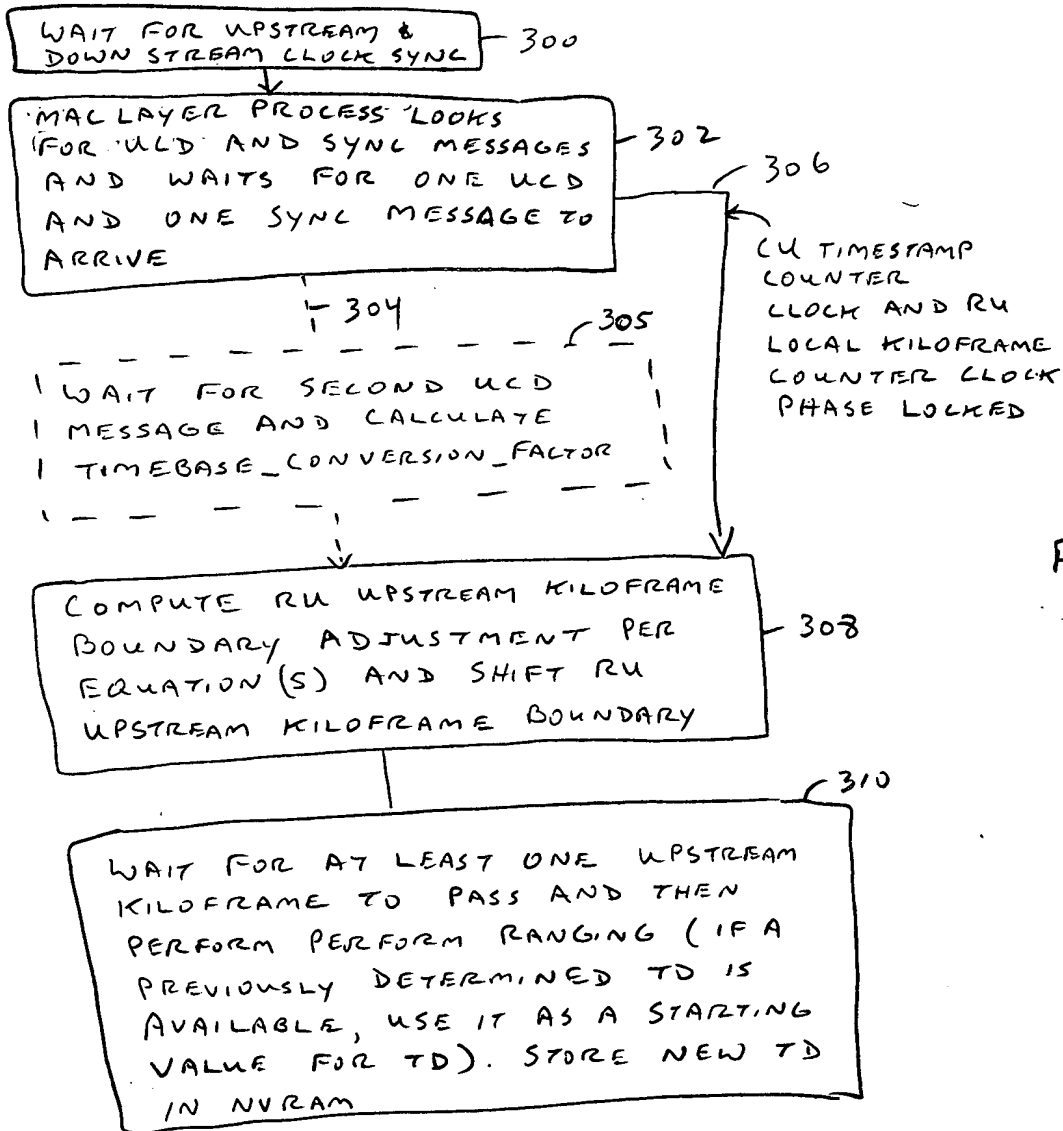 WAIT FOR UPSTREAM &
DOWN STREAM CLOCK SYNC
300
MAC LAYER PROCESS LOOKS
FOR UCD AND SYNC MESSAGES
AND WAITS FOR ONE UCD
AND ONE SYNC MESSAGE TO
ARRIVE
302
306
CU TIMESTAMP
COUNTER
CLOCK AND RU
LOCAL KILOFRAME
COUNTER CLOCK
PHASE LOCKED
304
305
WAIT FOR SECOND UCD
MESSAGE AND CALCULATE
TIMEBASE_CONVERSION_FACTOR
COMPUTE RU UPSTREAM KILOFRAME
BOUNDARY ADJUSTMENT PER
EQUATION (5) AND SHIFT RU
UPSTREAM KILOFRAME BOUNDARY
308
310
WAIT FOR AT LEAST ONE UPSTREAM
KILOFRAME TO PASS AND THEN
PERFORM PERFORM RANGING (IF A
PREVIOUSLY DETERMINED TD IS
AVAILABLE, USE IT AS A STARTING
VALUE FOR TD). STORE NEW TD
IN NVRAM